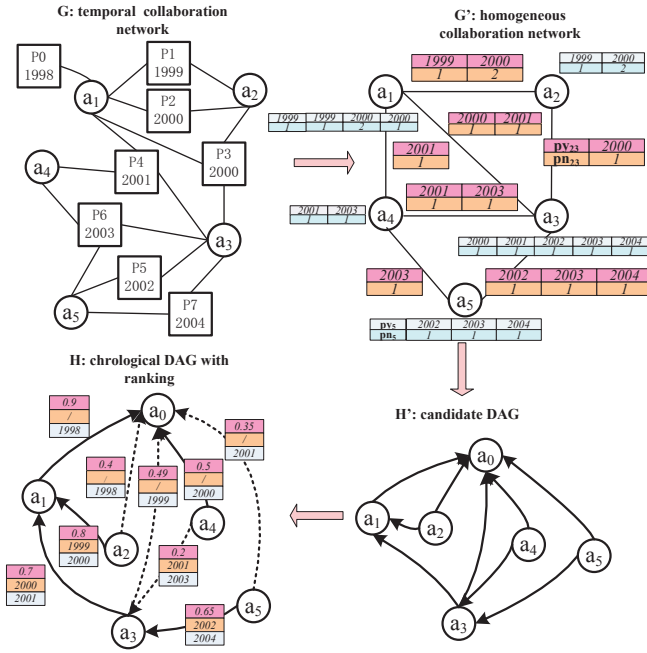 G: temporal collaboration
network
P0
1998
P1
1999
P2
2000
P3
2000
P4
2001
P6
2003
P5
2002
P7
2004
a1
a2
a4
a3
a5
G': homogeneous
collaboration network
1999 2000
1 2
1999 2000
1 2
a1
a2
1999 1999 2000 2000
1 1 2 1
2000 2001
1 1
2001
1
py23 2000
pn23 1
2001 2003
1 1
2001 2003
1 1
a4
a3
2000 2001 2002 2003 2004
1 1 1 1 1
2003
1
2002 2003 2004
1 1 1
a5
py5 2002 2003 2004
pn5 1 1 1
H: chrological DAG with
ranking
0.9
/
1998
a0
0.35
/
2001
0.4
/
1998
0.49
/
1999
0.5
/
2000
a1
0.8
1999
2000
a2
a4
0.7
2000
2001
0.2
2001
2003
0.65
2002
2004
a5
a3
H': candidate DAG
a0
a1
a2
a4
a5
a3